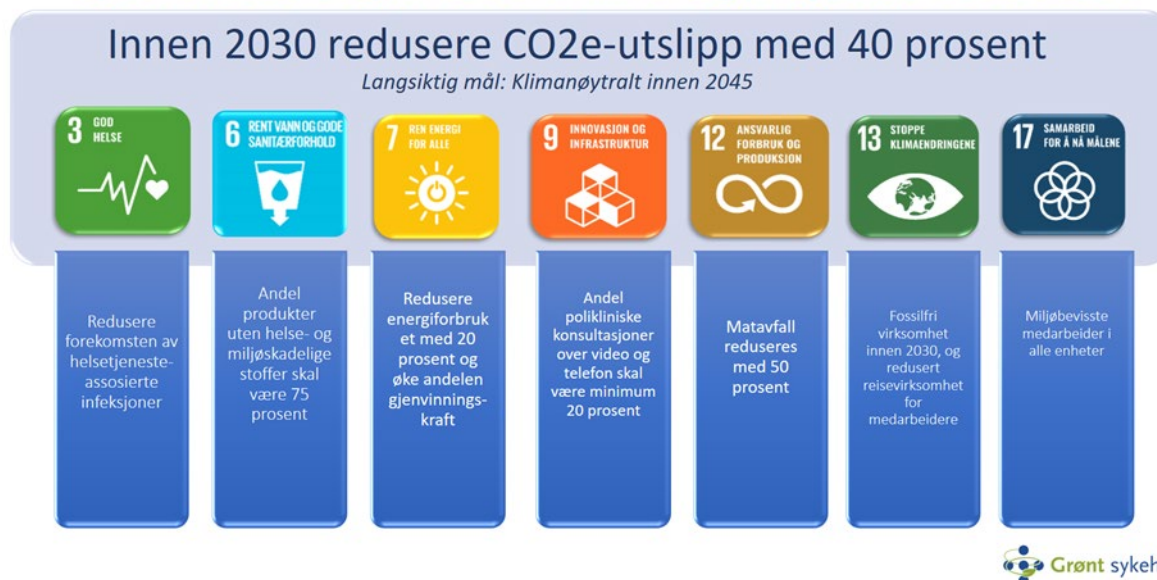 Innen 2030 redusere CO2e-utslipp med 40 prosent
Langsiktig mål: Klimanøytralt innen 2045
3 GOD
HELSE
6 RENT VANN OG GODE
SANITÆRFORHOLD
7 REN ENERGI
FOR ALLE
9 INNOVASJON OG
INFRASTRUKTUR
12 ANSVARLIG
FORBRUK OG
PRODUKSJON
13 STOPPE
KLIMAENDRINGENE
17 SAMARBEID
FOR Å NÅ MÅLENE
Redusere
forekomsten av
helsetjeneste-
assosierte
infeksjoner
Andel
produkter
uten helse- og
miljøskadelige
stoffer skal
være 75
prosent
Redusere
energiforbruk
et med 20
prosent og
øke andelen
gjenvinnings-
kraft
Andel
polikliniske
konsultasjoner
over video og
telefon skal
være minimum
20 prosent
Matavfall
reduseres
med 50
prosent
Fossilfri
virksomhet
innen 2030, og
redusert
reisevirksomhet
for
medarbeidere
Miljøbevisste
medarbeider i
alle enheter
Grønt sykeh